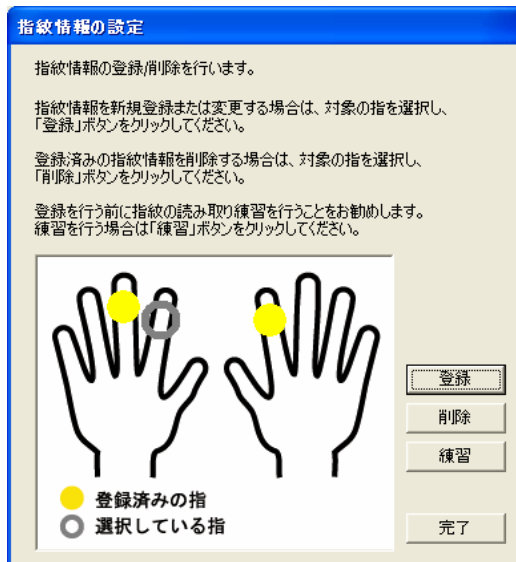 指紋情報の設定
指紋情報の登録/削除を行います。
指紋情報を新規登録または変更する場合は、対象の指を選択し、
「登録」ボタンをクリックしてください。
登録済みの指紋情報を削除する場合は、対象の指を選択し、
「削除」ボタンをクリックしてください。
登録を行う前に指紋の読み取り練習を行うことをお勧めします。
練習を行う場合は「練習」ボタンをクリックしてください。
登録
削除
練習
登録済みの指
選択している指
完了